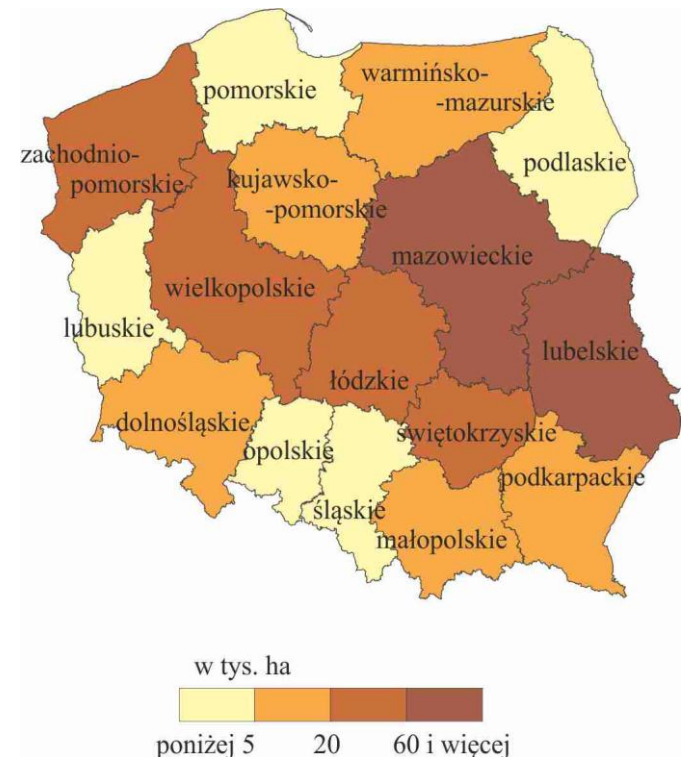 pomorskie
warmińsko-
-mazurskie
zachodnio-
pomorskie
kujawsko-
-pomorskie
podlaskie
mazowieckie
wielkopolskie
lubuskie
łódzkie
lubelskie
dolnośląskie
opolskie
świętokrzyskie
podkarpackie
śląskie
małopolskie
w tys. ha
poniżej 5 20 60 i więcej